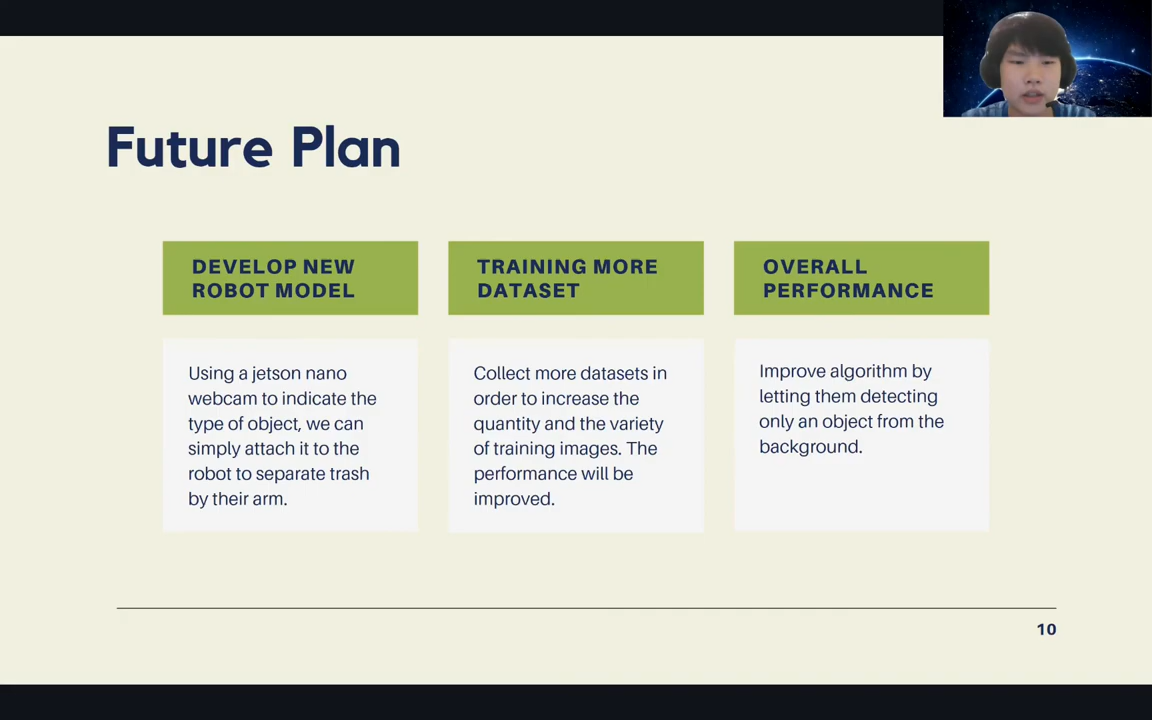 Future Plan
DEVELOP NEW
ROBOT MODEL
Using a jetson nano
webcam to indicate the
type of object, we can
simply attach it to the
robot to separate trash
by their arm.
TRAINING MORE
DATASET
Collect more datasets in
order to increase the
quantity and the variety
of training images. The
performance will be
improved.
OVERALL
PERFORMANCE
Improve algorithm by
letting them detecting
only an object from the
background.
10